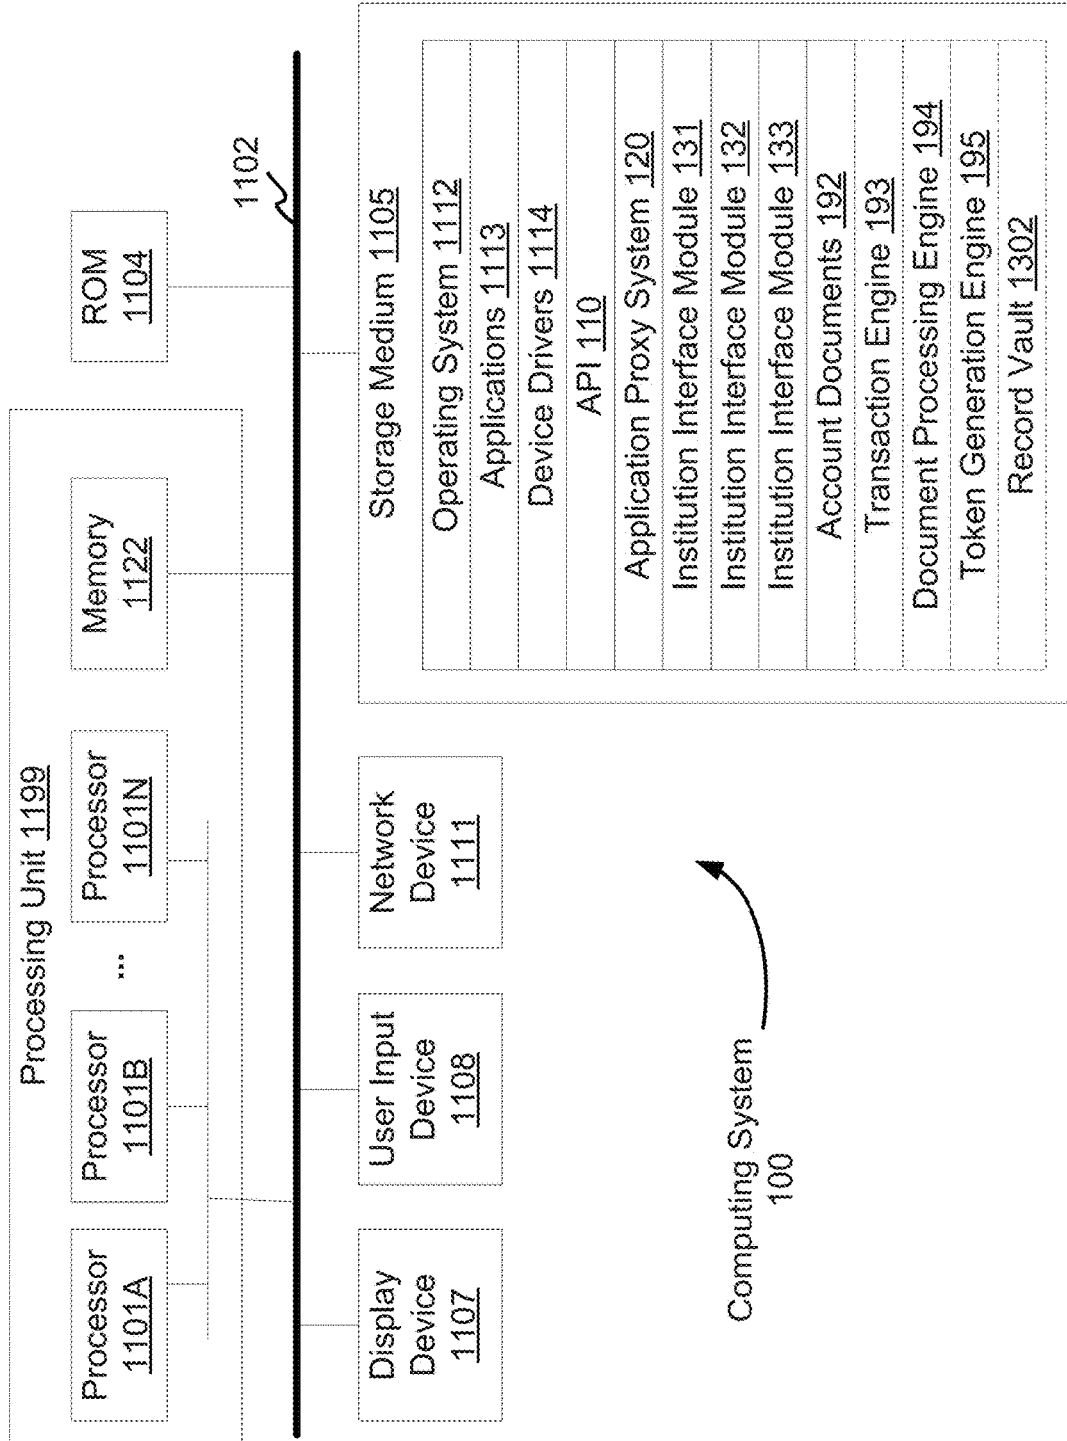 Processing Unit 1199
Processor
1101A
Processor
1101B
...
Processor
1101N
Memory
1122
ROM
1104
1102
Display
Device
1107
User Input
Device
1108
Network
Device
1111
Storage Medium 1105
Operating System 1112
Applications 1113
Device Drivers 1114
API 110
Application Proxy System 120
Institution Interface Module 131
Institution Interface Module 132
Institution Interface Module 133
Account Documents 192
Transaction Engine 193
Document Processing Engine 194
Token Generation Engine 195
Record Vault 1302
Computing System
100